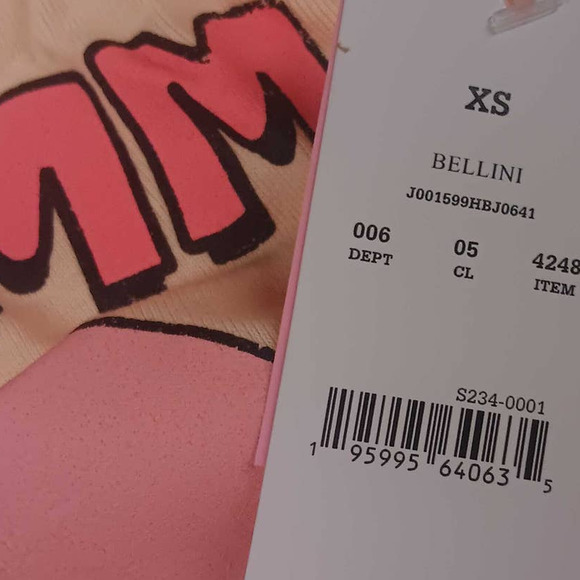 MM
XS
BELLINI
J001599HBJ0641
006 05 4248
DEPT CL ITEM
S234-0001
1 95995 64063 5